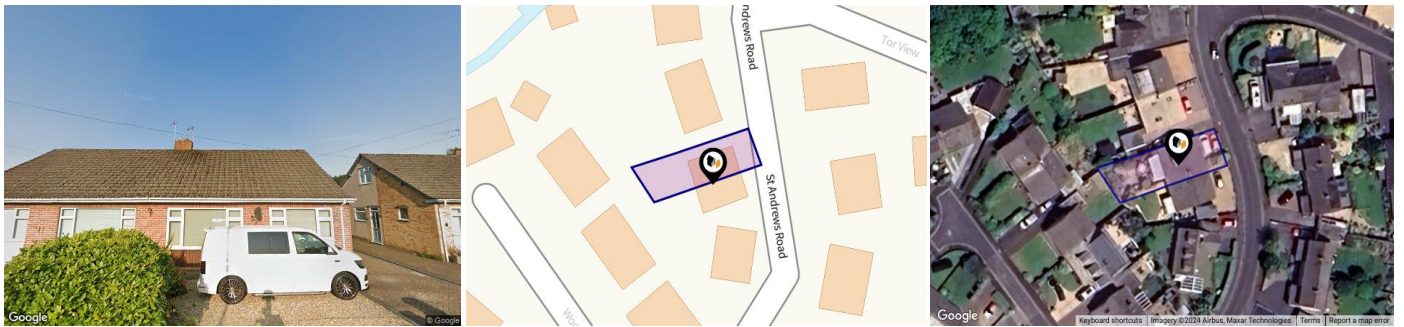 Google
© Google
St Andrews Road
Tor View
St Andrews Road
Google
Keyboard shortcuts
Imagery ©2024 Airbus, Maxar Technologies
Terms
Report a map error